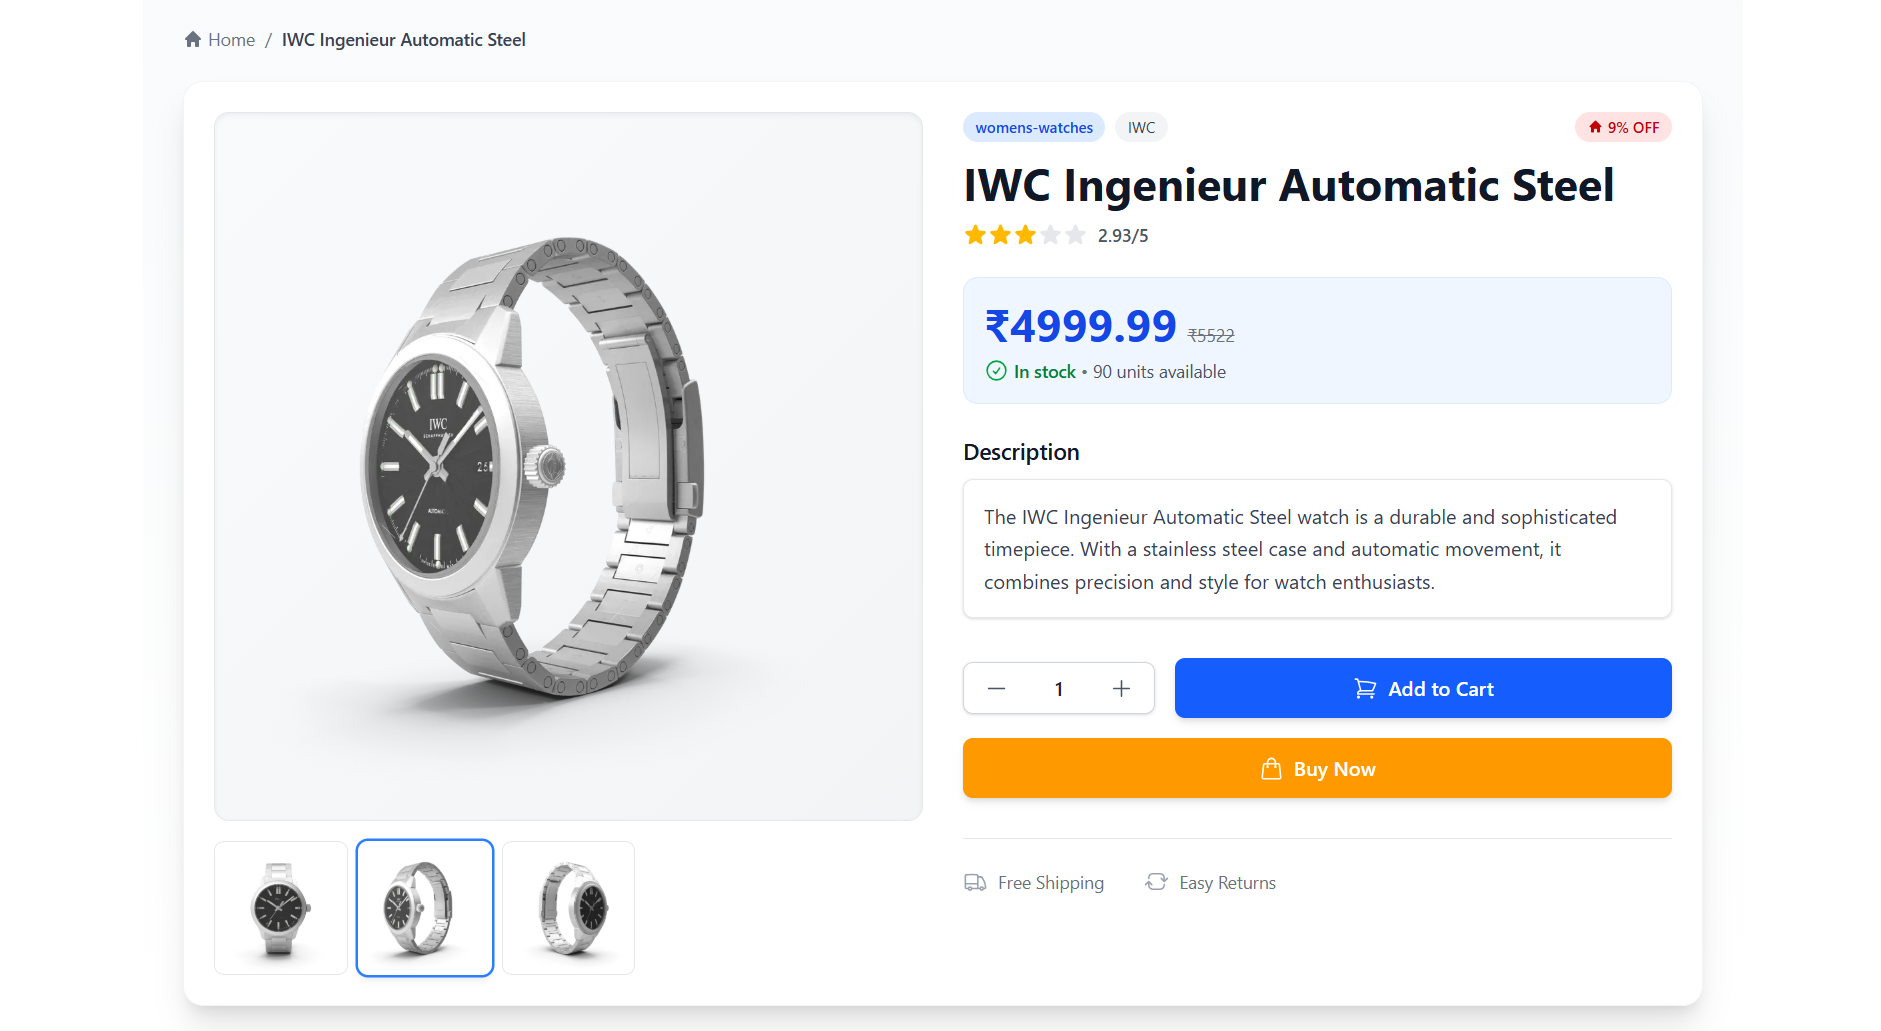 Home / IWC Ingenieur Automatic Steel
womens-watches
IWC
9% OFF
IWC Ingenieur Automatic Steel
2.93/5
₹4999.99 ₹5522
In stock • 90 units available
Description
The IWC Ingenieur Automatic Steel watch is a durable and sophisticated
timepiece. With a stainless steel case and automatic movement, it
combines precision and style for watch enthusiasts.
1
Add to Cart
Buy Now
Free Shipping
Easy Returns
IWC